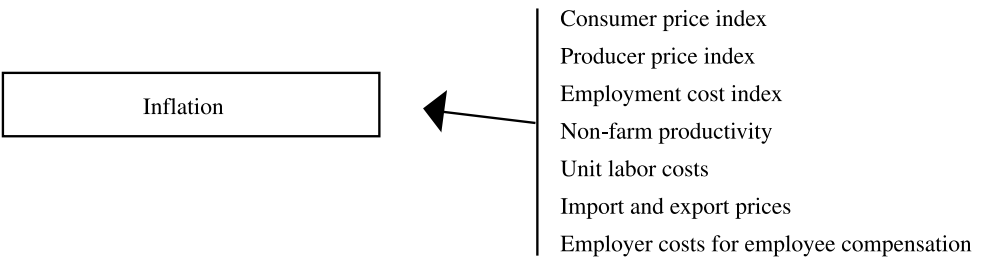 Inflation
Consumer price index
Producer price index
Employment cost index
Non-farm productivity
Unit labor costs
Import and export prices
Employer costs for employee compensation